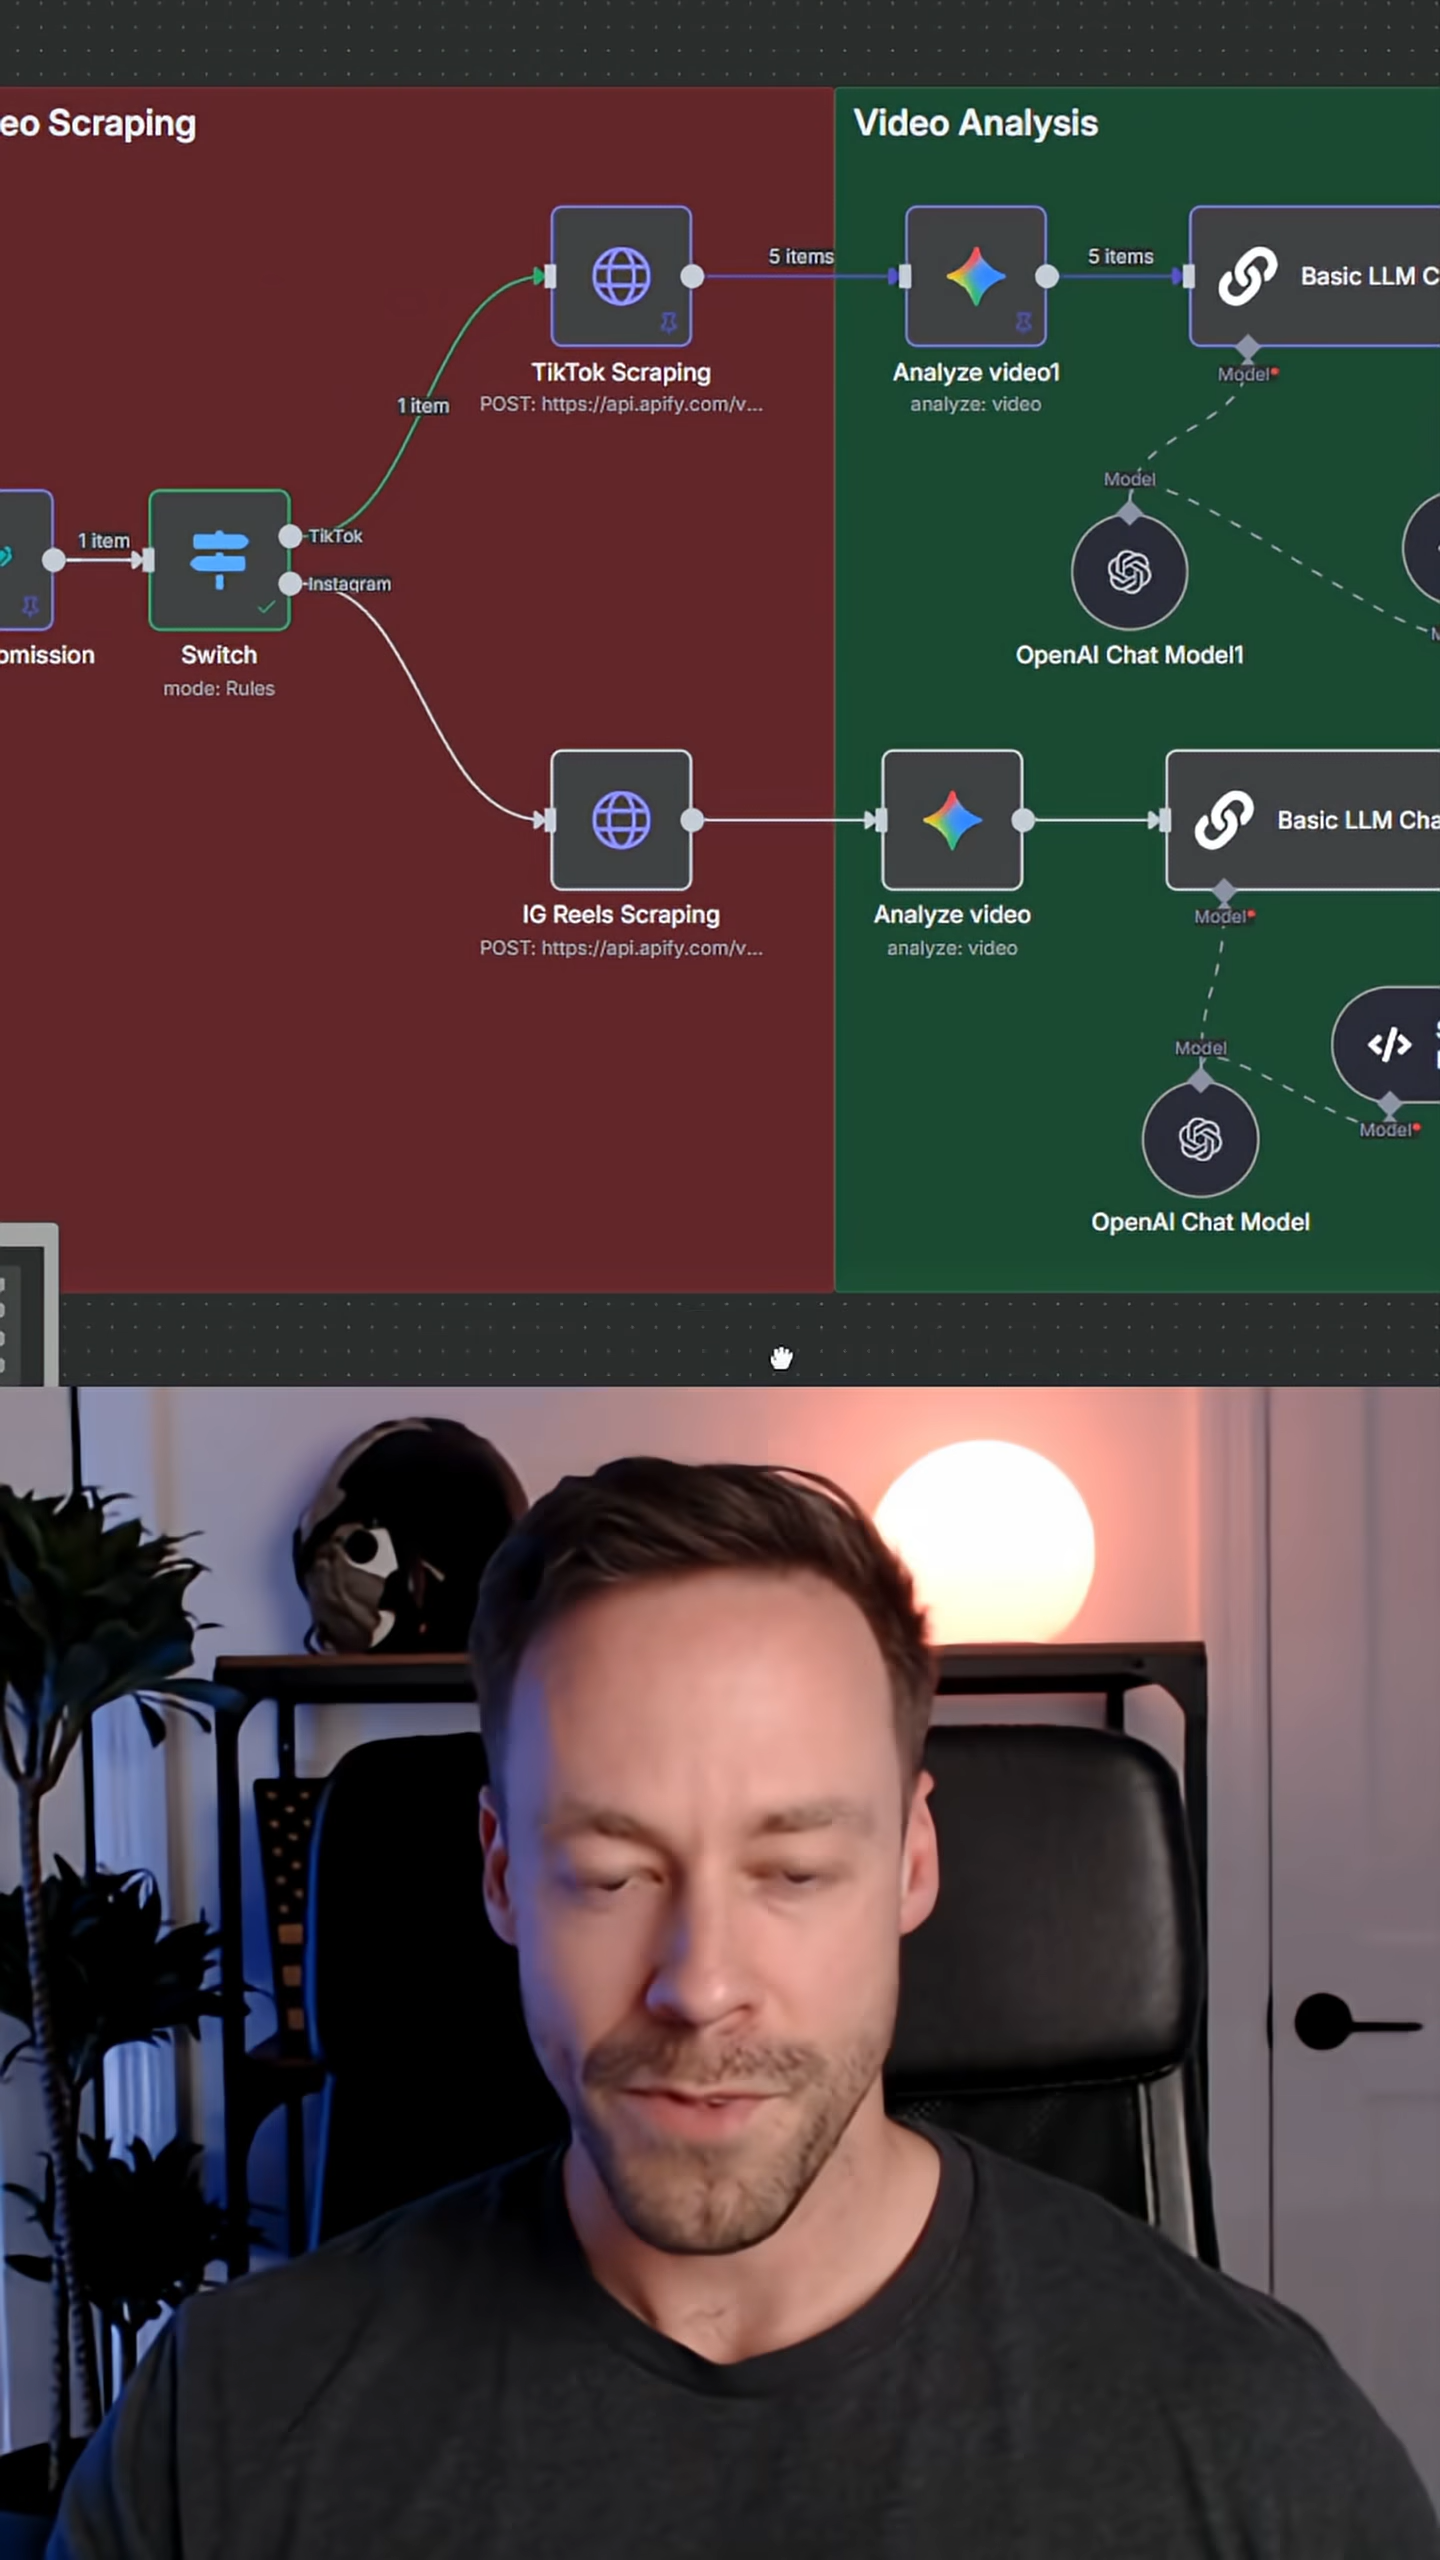 eo Scraping
Video Analysis
5 items
5 items
Basic LLM C
TikTok Scraping
POST: https://api.apify.com/v...
Analyze video1
analyze: video
Model
1 item
Model
1 item
TikTok
Instagram
omission
Switch
mode: Rules
OpenAI Chat Model1
Basic LLM Cha
IG Reels Scraping
POST: https://api.apify.com/v...
Analyze video
analyze: video
Model
Model
Model
OpenAI Chat Model